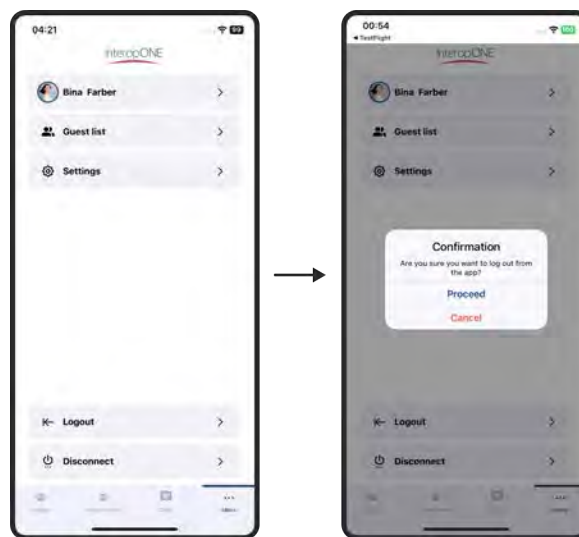 04:21
InteropONE
Bina Farber
Guest list
Settings
Logout
Disconnect
00:54
TestFlight
InteropONE
Bina Farber
Guest list
Settings
Confirmation
Are you sure you want to log out from
the app?
Proceed
Cancel
Logout
Disconnect